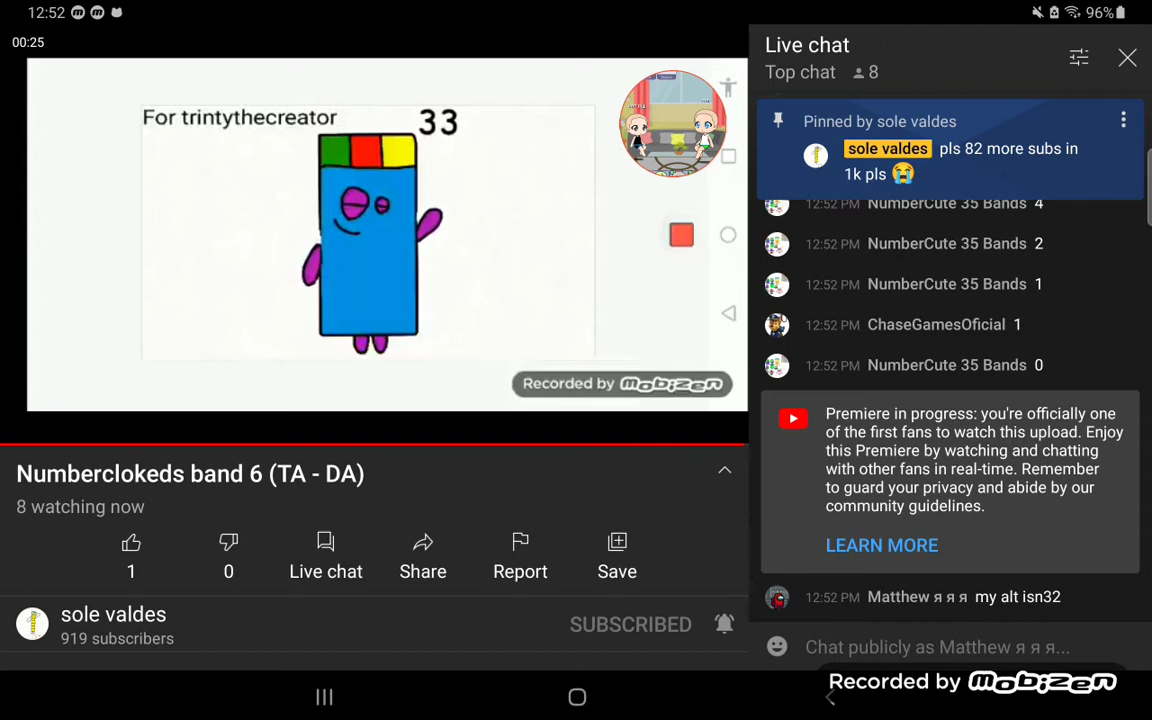 12:52
96%
00:25
For trintythecreator
33
Recorded by mobizen
Numberclokeds band 6 (TA - DA)
8 watching now
1
0
Live chat
Share
Report
Save
sole valdes
919 subscribers
SUBSCRIBED
Live chat
Top chat 8
Pinned by sole valdes
sole valdes pls 82 more subs in
1k pls 😭
12:52 PM NumberCute 35 Bands 4
12:52 PM NumberCute 35 Bands 2
12:52 PM NumberCute 35 Bands 1
12:52 PM ChaseGamesOficial 1
12:52 PM NumberCute 35 Bands 0
Premiere in progress: you're officially one
of the first fans to watch this upload. Enjoy
this Premiere by watching and chatting
with other fans in real-time. Remember
to guard your privacy and abide by our
community guidelines.
LEARN MORE
12:52 PM Matthew я я я my alt isn32
Chat publicly as Matthew я я я...
Recorded by mobizen